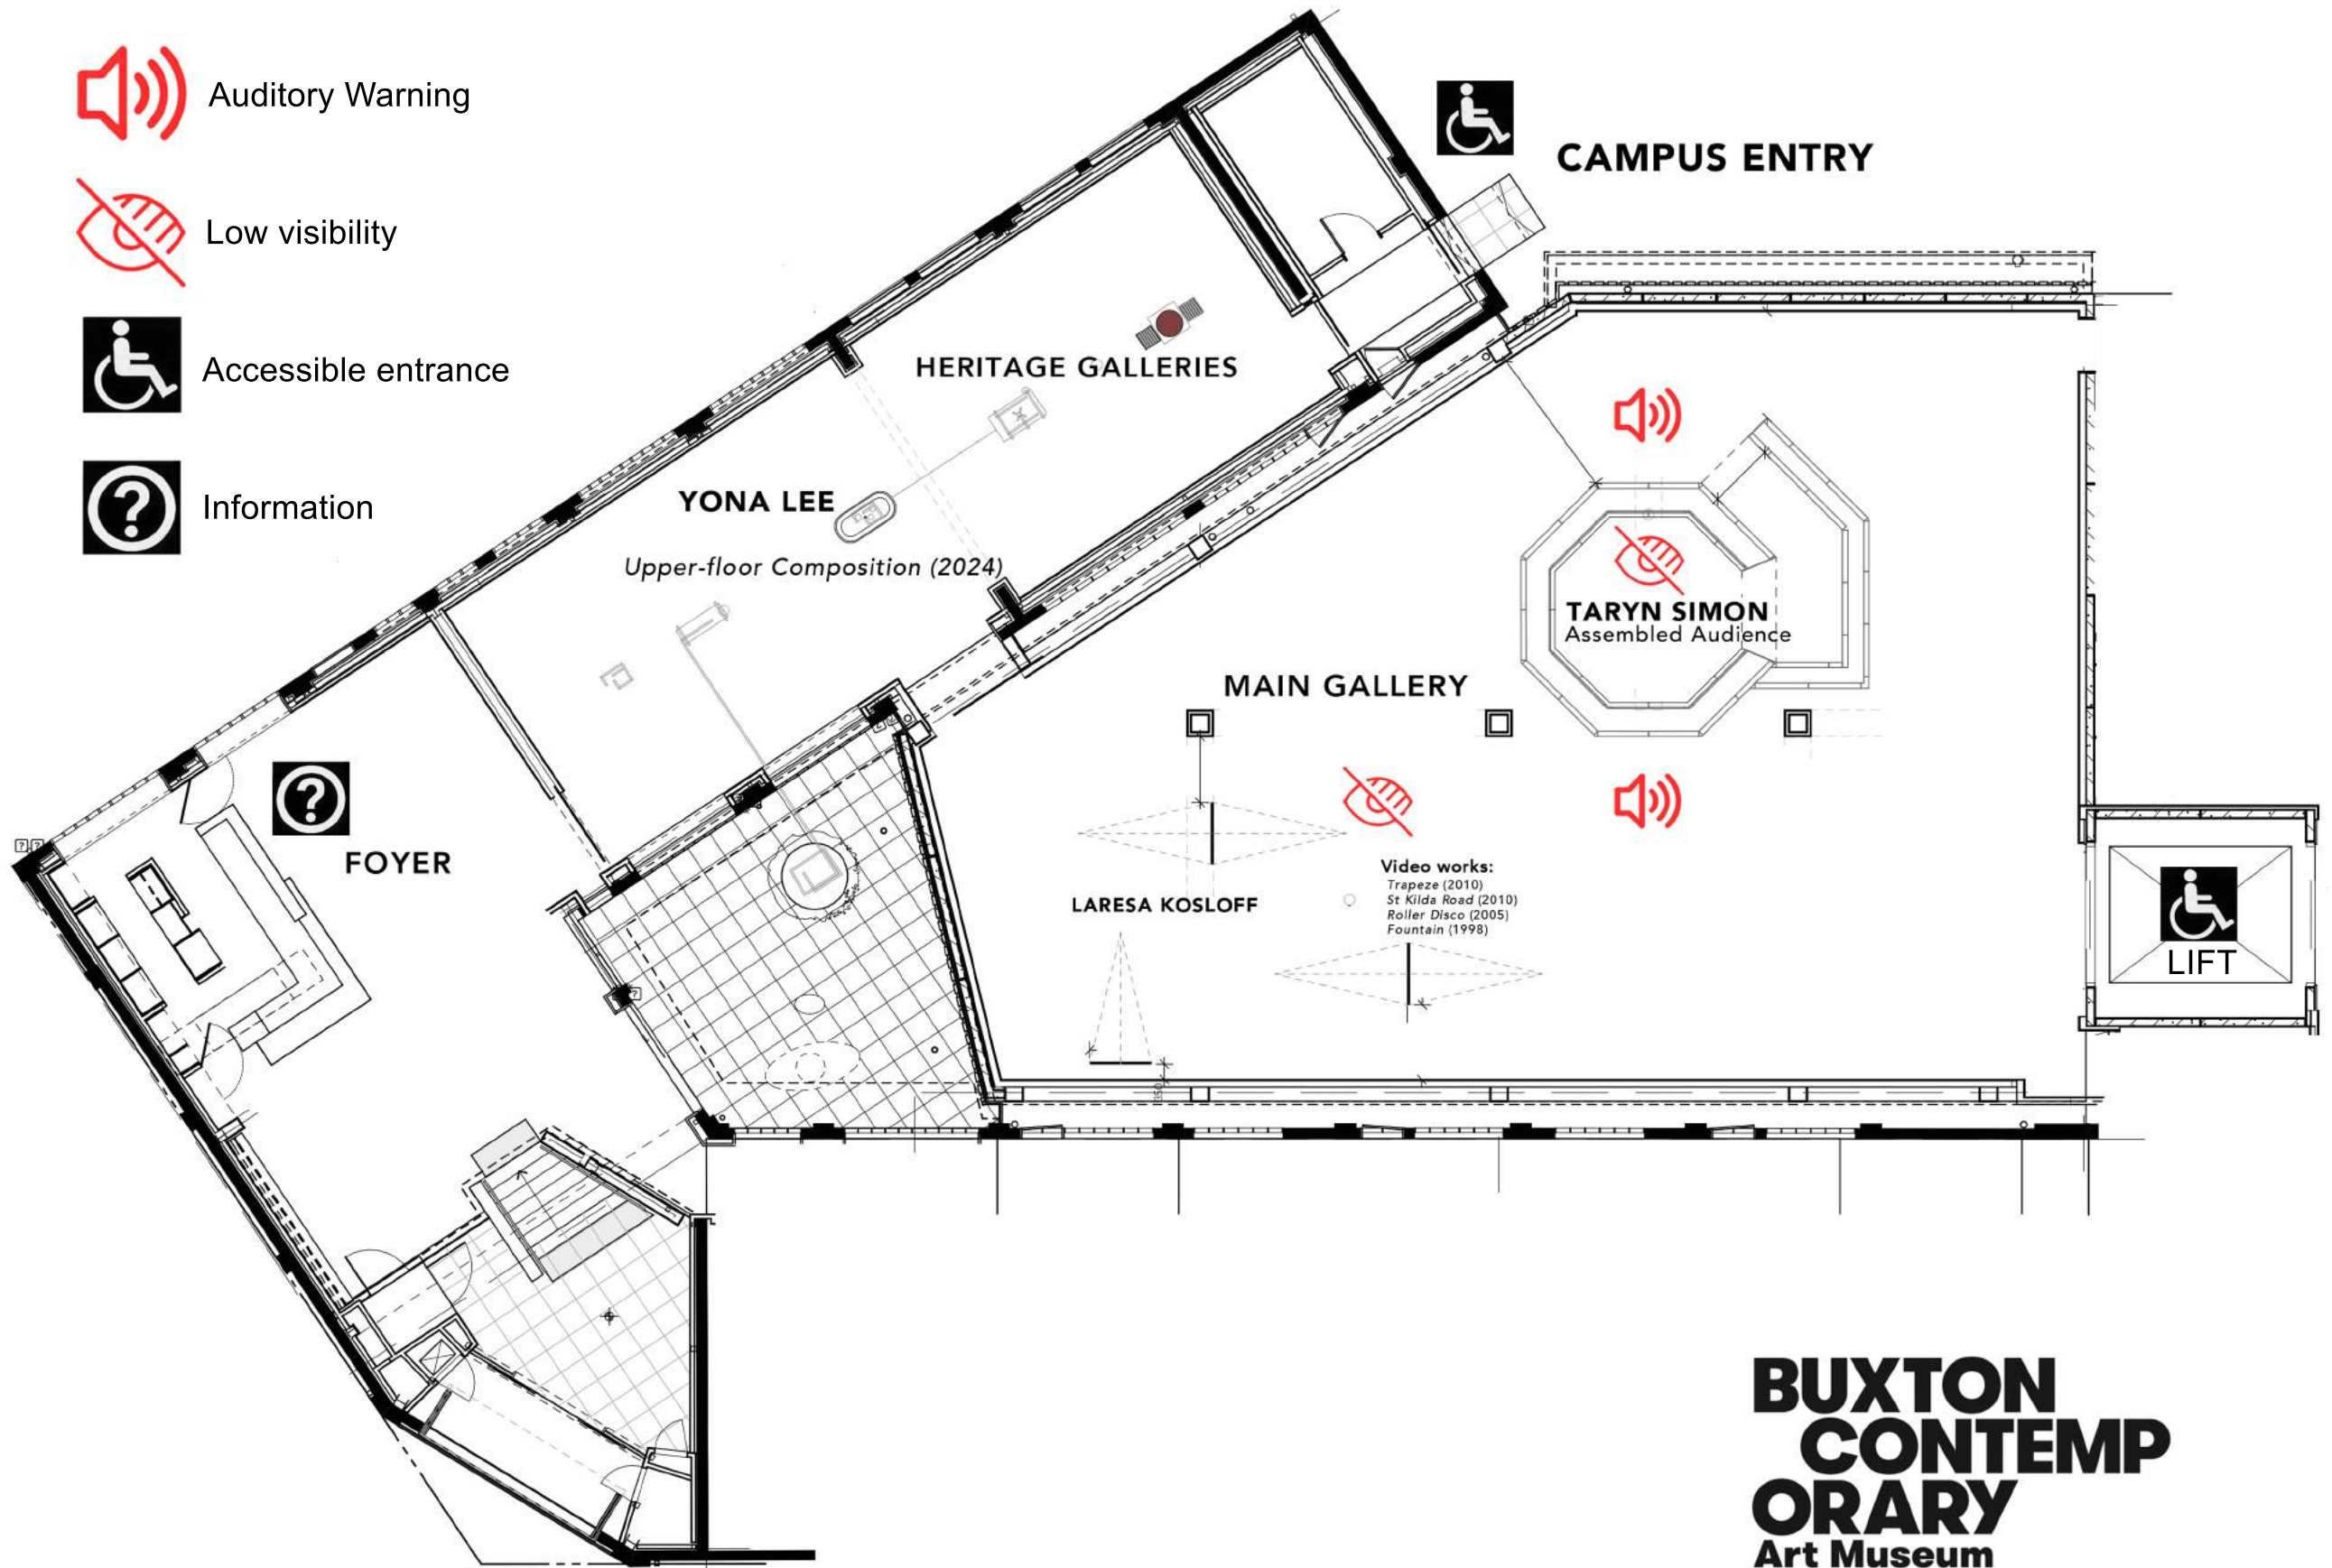 Auditory Warning
Low visibility
Accessible entrance
?
Information
CAMPUS ENTRY
HERITAGE GALLERIES
YONA LEE
Upper-floor Composition (2024)
TARYN SIMON
Assembled Audience
MAIN GALLERY
?
FOYER
Video works:
Trapeze (2010)
St Kilda Road (2010)
Roller Disco (2005)
Fountain (1998)
LARESA KOSLOFF
LIFT
BUXTON
CONTEMP
ORARY
Art Museum